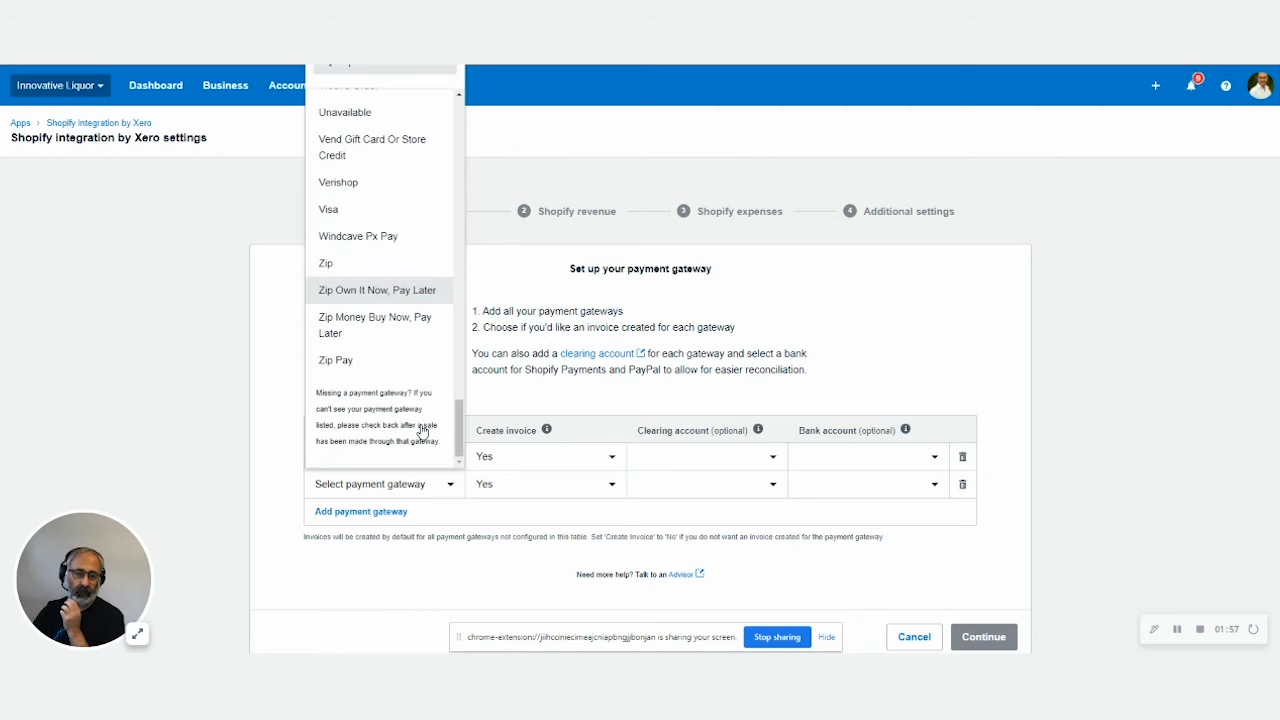 Innovative Liquor
Dashboard
Business
Accoun
8
Apps
Shopify integration by Xero
Shopify integration by Xero settings
Unavailable
Vend Gift Card Or Store
Credit
Verishop
Visa
Windcave Px Pay
Zip
Zip Own It Now, Pay Later
Zip Money Buy Now, Pay
Later
Zip Pay
Missing a payment gateway? If you
can't see your payment gateway
listed, please check back after a sale
has been made through that gateway.
2 Shopify revenue
3 Shopify expenses
4 Additional settings
Set up your payment gateway
1. Add all your payment gateways
2. Choose if you'd like an invoice created for each gateway
You can also add a clearing account for each gateway and select a bank
account for Shopify Payments and PayPal to allow for easier reconciliation.
Create invoice
Clearing account (optional)
Bank account (optional)
Yes
Select payment gateway
Yes
Add payment gateway
Invoices will be created by default for all payment gateways not configured in this table. Set 'Create Invoice' to 'No' if you do not want an invoice created for the payment gateway.
Need more help? Talk to an Advisor
chrome-extension://jiihcciniecimeajcniapbngjjbonjan is sharing your screen.
Stop sharing
Hide
Cancel
Continue
01:57